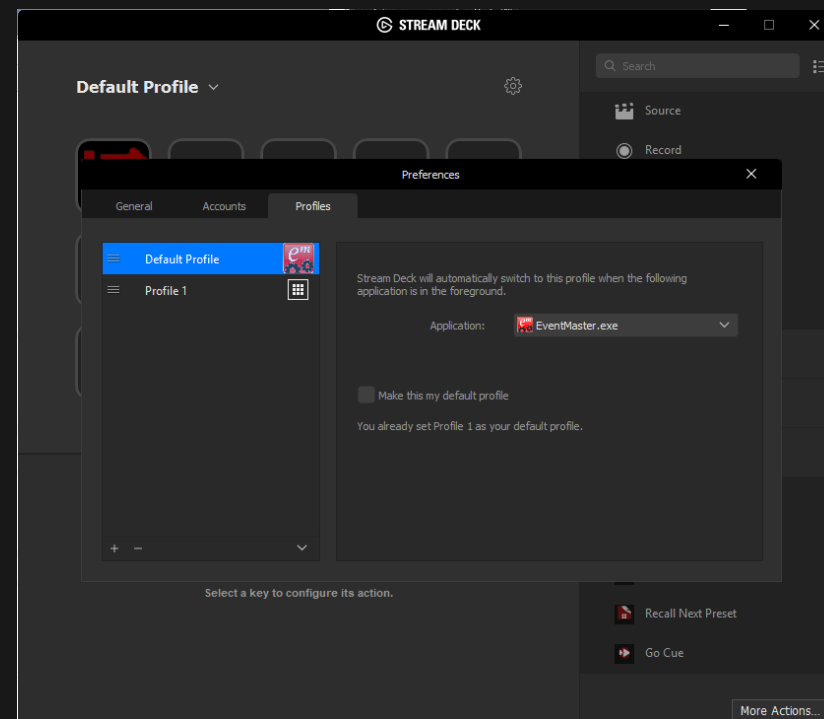 STREAM DECK
Default Profile
Search
Source
Record
Preferences
General
Accounts
Profiles
Default Profile
em
Profile 1
Stream Deck will automatically switch to this profile when the following
application is in the foreground.
Application:
EventMaster.exe
Make this my default profile
You already set Profile 1 as your default profile.
Select a key to configure its action.
Recall Next Preset
Go Cue
More Actions...